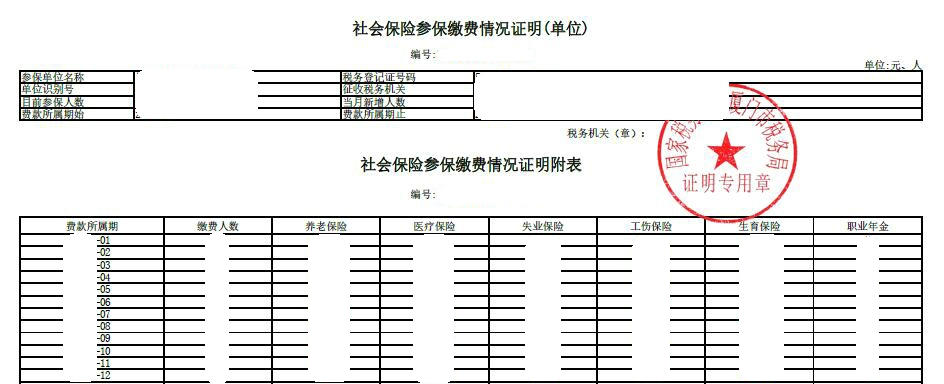 社会保险参保缴费情况证明(单位)
编号:
单位:元、人
参保单位名称 税务登记证号码
单位识别号 征收税务机关
目前参保人数 当月新增人数
费款所属期始 费款所属期止
税务机关（章）:
厦门市税务局
国家税务
证明专用章
社会保险参保缴费情况证明附表
编号:
费款所属期 缴费人数 养老保险 医疗保险 失业保险 工伤保险 生育保险 职业年金
-01
-02
-03
-04
-05
-06
-07
-08
-09
-10
-11
-12